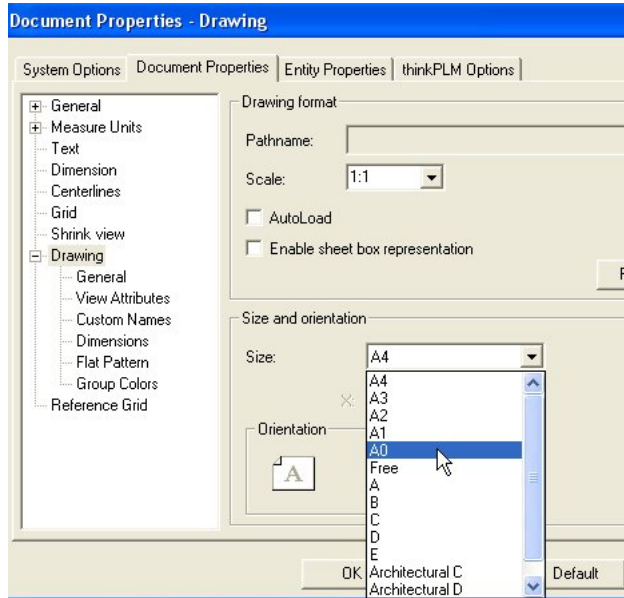 Document Properties - Drawing
System Options Document Properties Entity Properties thinkPLM Options
General
Measure Units
Text
Dimension
Centerlines
Grid
Shrink view
Drawing
General
View Attributes
Custom Names
Dimensions
Flat Pattern
Group Colors
Reference Grid
Drawing format
Pathname:
Scale: 1:1
AutoLoad
Enable sheet box representation
Size and orientation
Size: A4
A4
A3
X:
A2
A1
Orientation
A0
Free
A
A
B
C
D
E
Architectural C
Architectural D
OK
Default